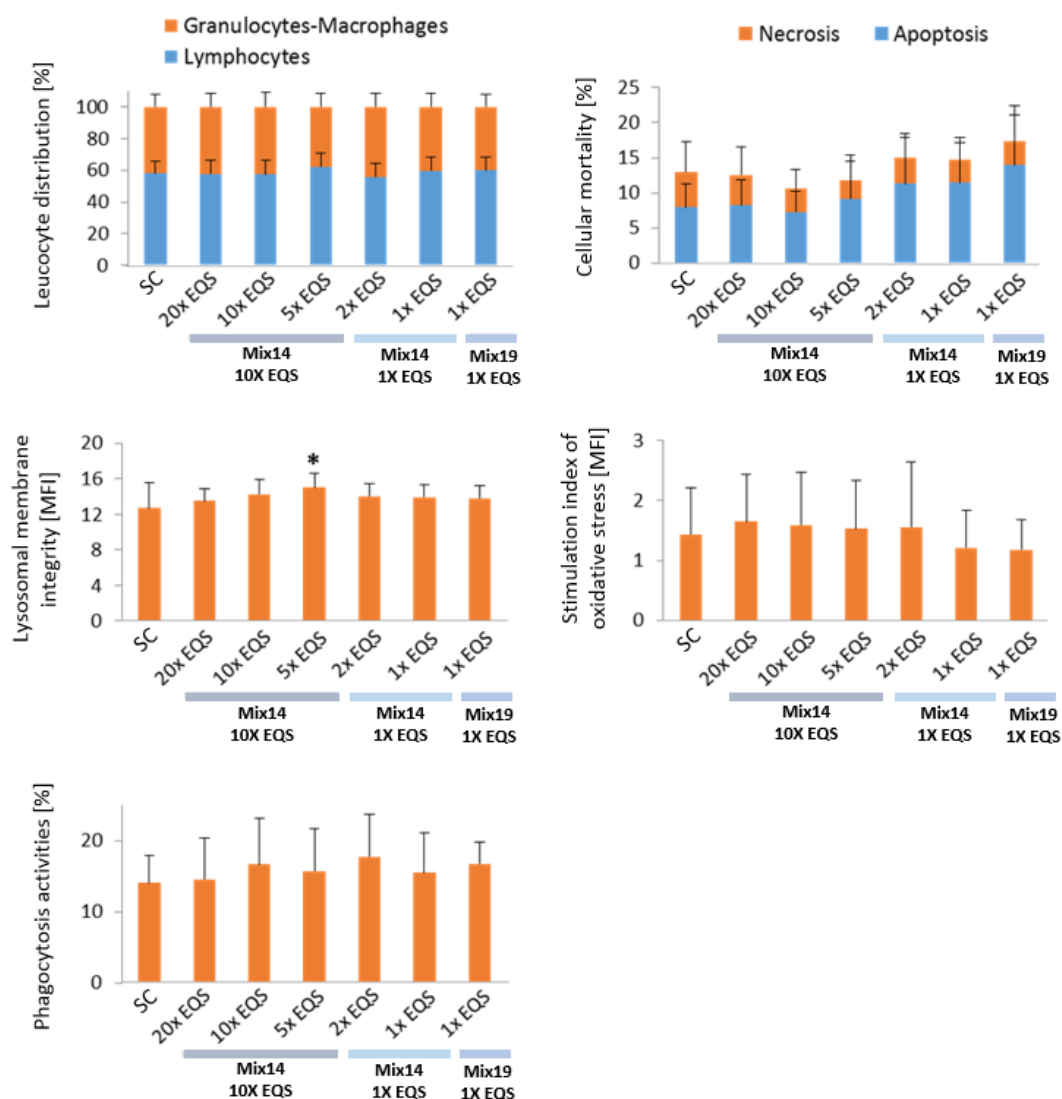 Granulocytes-Macrophages
Lymphocytes
Leucocyte distribution [%]
100
80
60
40
20
0
SC
20x EQS
10x EQS
5x EQS
2x EQS
1x EQS
1x EQS
Mix14
10X EQS
Mix14
1X EQS
Mix19
1X EQS
Necrosis
Apoptosis
Cellular mortality [%]
25
20
15
10
5
0
SC
20x EQS
10x EQS
5x EQS
2x EQS
1x EQS
1x EQS
Mix14
10X EQS
Mix14
1X EQS
Mix19
1X EQS
Lysosomal membrane
integrity [MFI]
20
16
12
8
4
0
*
SC
20x EQS
10x EQS
5x EQS
2x EQS
1x EQS
1x EQS
Mix14
10X EQS
Mix14
1X EQS
Mix19
1X EQS
Stimulation index of
oxidative stress [MFI]
3
2
1
0
SC
20x EQS
10x EQS
5x EQS
2x EQS
1x EQS
1x EQS
Mix14
10X EQS
Mix14
1X EQS
Mix19
1X EQS
Phagocytosis activities [%]
20
10
0
SC
20x EQS
10x EQS
5x EQS
2x EQS
1x EQS
1x EQS
Mix14
10X EQS
Mix14
1X EQS
Mix19
1X EQS